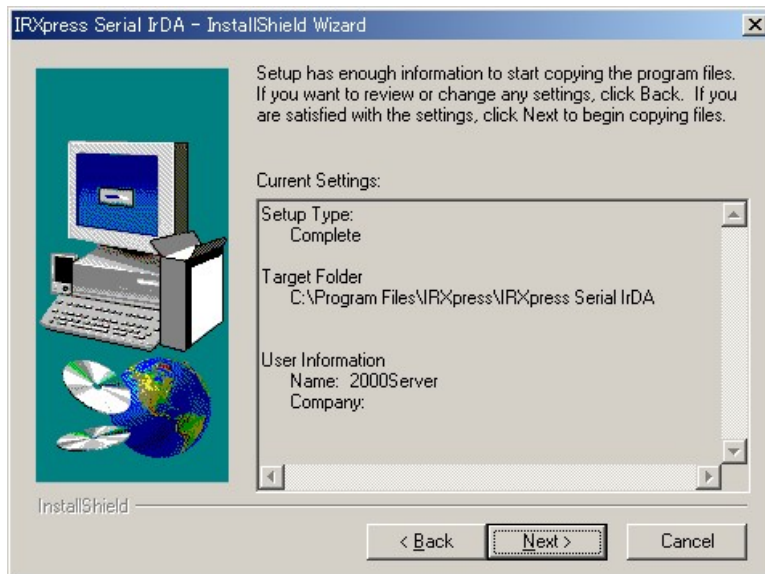 IRXpress Serial IrDA - InstallShield Wizard
Setup has enough information to start copying the program files.
If you want to review or change any settings, click Back. If you
are satisfied with the settings, click Next to begin copying files.
Current Settings:
Setup Type:
Complete
Target Folder
C:\Program Files\IRXpress\IRXpress Serial IrDA
User Information
Name: 2000Server
Company:
InstallShield
< Back
Next >
Cancel